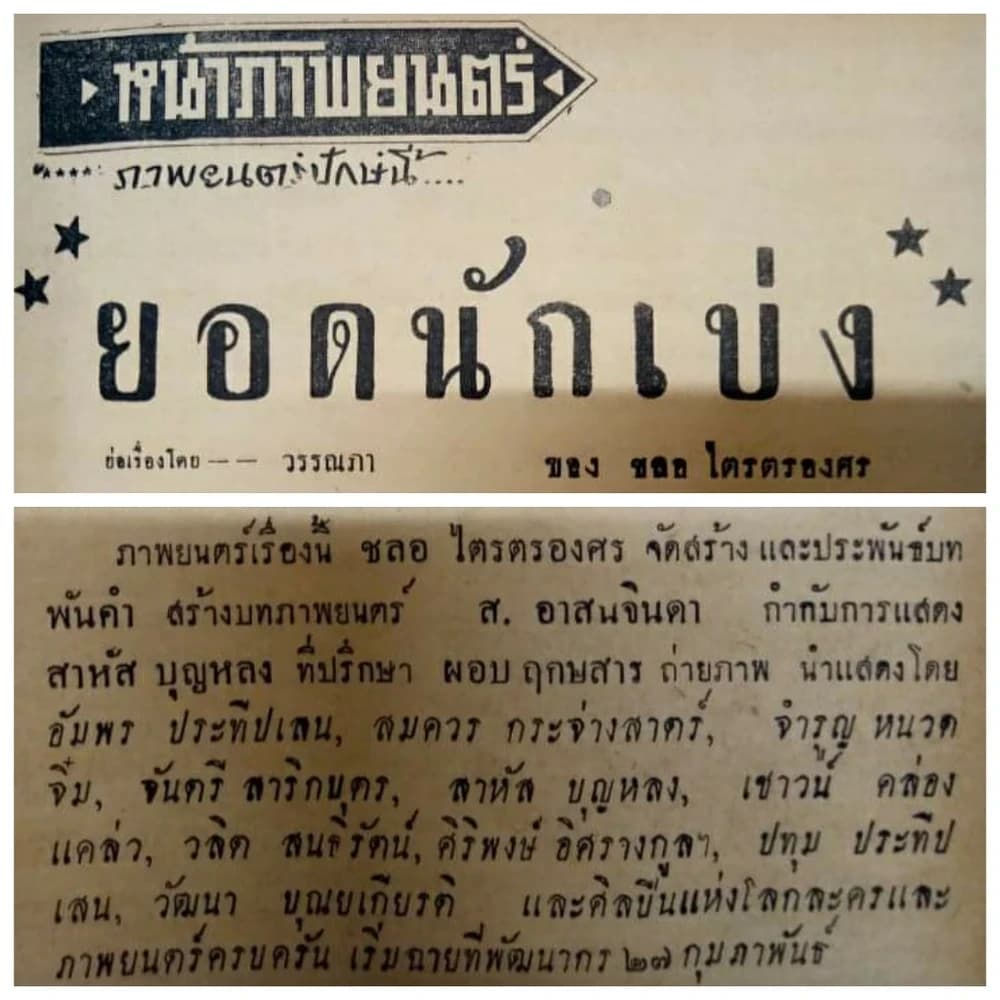 หน้าภาพยนตร์
ภาพยนตร์ปักษ์นี้....
ยอดนักเบ่ง
ย่อเรื่องโดย —— วรรณภา ของ ชลอ ไตรตรองศร
ภาพยนตร์เรื่องนี้ ชลอ ไตรตรองศร จัดสร้าง และประพันธ์บท
พันคำ สร้างบทภาพยนตร์ ส. อาสนจินดา กำกับการแสดง
สาหัส บุญหลง ที่ปรึกษา ผอบ ฤกษสาร ถ่ายภาพ นำแสดงโดย
อัมพร ประทีปเสน, สมควร กระจ่างสาตร์, จำรูญ หนวด
จิ๋ม, จันตรี สาริกบุตร, สาหัส บุญหลง, เชาวน์ คล่อง
แคล่ว, วลิต สนธิรัตน์, ศิริพงษ์ อิศรางกูลฯ, ปทุม ประทีป
เสน, วัฒนา บุณยเกียรติ และศิลปินแห่งโลกละครและ
ภาพยนตร์ครบครัน เริ่มฉายที่พัฒนากร ๒๗ กุมภาพันธ์